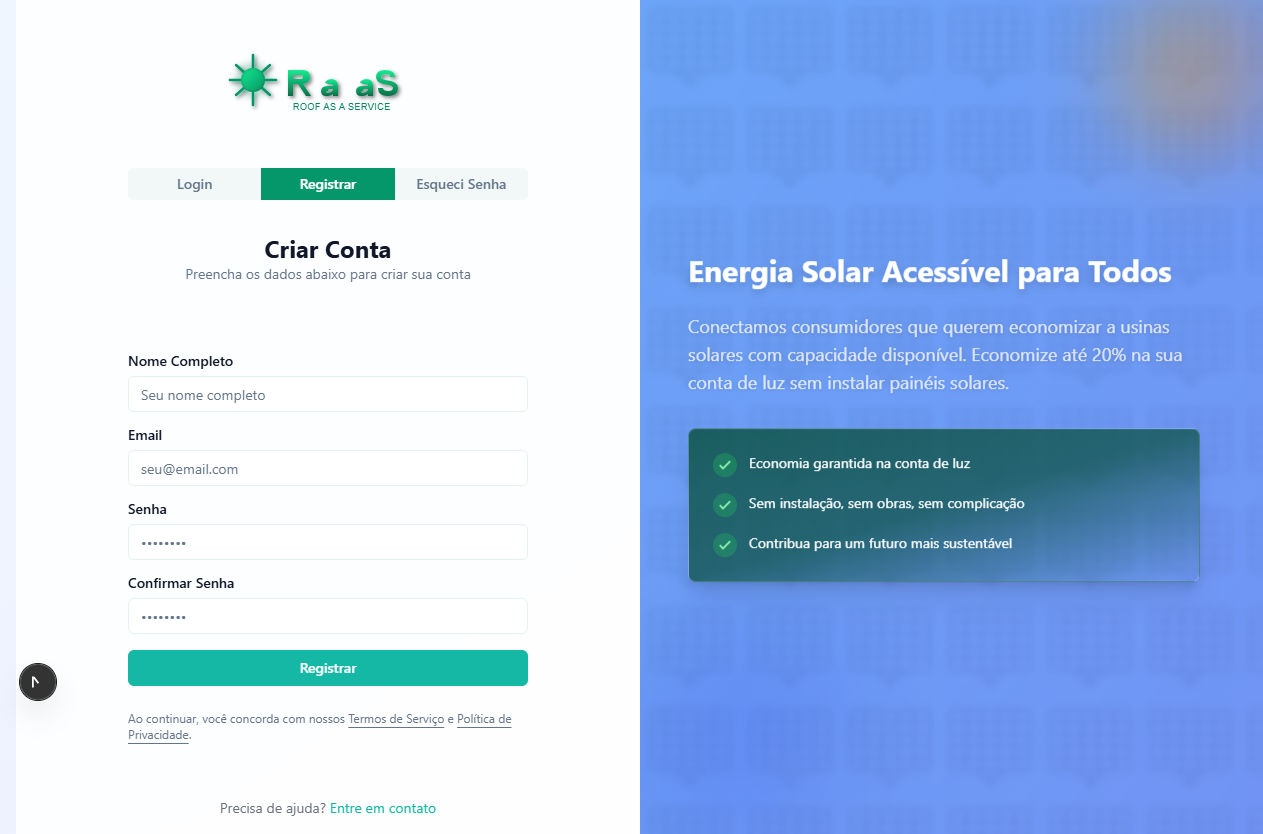 R a aS
ROOF AS A SERVICE
Login
Registrar
Esqueci Senha
Criar Conta
Preencha os dados abaixo para criar sua conta
Nome Completo
Seu nome completo
Email
seu@email.com
Senha
••••••••
Confirmar Senha
••••••••
Registrar
Ao continuar, você concorda com nossos Termos de Serviço e Política de
Privacidade.
Precisa de ajuda? Entre em contato
Energia Solar Acessível para Todos
Conectamos consumidores que querem economizar a usinas
solares com capacidade disponível. Economize até 20% na sua
conta de luz sem instalar painéis solares.
Economia garantida na conta de luz
Sem instalação, sem obras, sem complicação
Contribua para um futuro mais sustentável